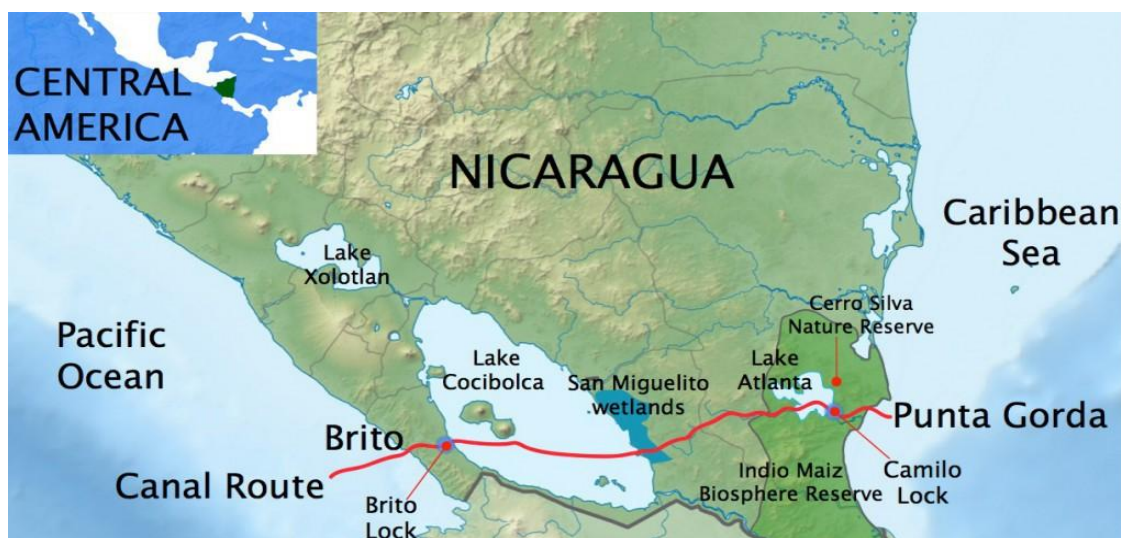 CENTRAL
AMERICA
NICARAGUA
Caribbean
Sea
Lake
Xolotlan
Pacific
Ocean
Cerro Silva
Nature Reserve
Lake
Cocibolca
San Miguelito
wetlands
Lake
Atlanta
Punta Gorda
Brito
Canal Route
Brito
Lock
Indio Maiz
Biosphere Reserve
Camilo
Lock